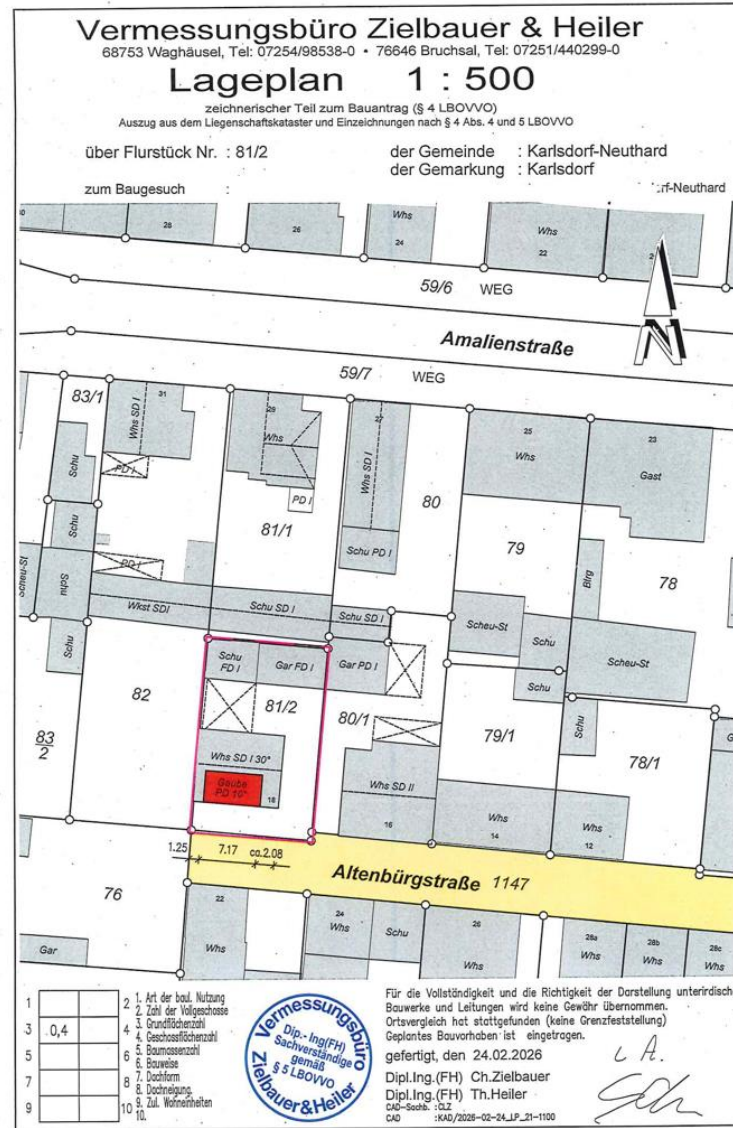 Vermessungsbüro Zielbauer & Heiler
68753 Waghäusel, Tel: 07254/98538-0 • 76646 Bruchsal, Tel: 07251/440299-0
Lageplan 1 : 500
zeichnerischer Teil zum Bauantrag (§ 4 LBOVVO)
Auszug aus dem Liegenschaftskataster und Einzeichnungen nach § 4 Abs. 4 und 5 LBOVVO
über Flurstück Nr. : 81/2
der Gemeinde : Karlsdorf-Neuthard
der Gemarkung : Karlsdorf
zum Baugesuch :
rf-Neuthard
28
26
Whs
24
Whs
22
59/6 WEG
N
Amalienstraße
59/7 WEG
83/1
31
Whs SD I
29
Whs
27
Whs SD I
25
Whs
23
Gast
Schu
PD I
PD I
80
81/1
Schu PD I
79
78
Schu
Blrg
Scheu-St
Schu
PD I
Wkst SDI
Schu SD I
Schu SD I
Scheu-St
Schu
Scheu-St
Schu
Schu FD I
Gar FD I
Gar PD I
Schu
82
81/2
80/1
79/1
Schu
78/1
83
2
Whs SD I 30°
Gaube
PD 10°
18
Whs SD II
16
Whs
14
Whs
12
1.25 7.17 ca.2.08
Altenbürgstraße 1147
76
22
Whs
24
Whs
Schu
26
Whs
28a
Whs
28b
Whs
28c
Whs
Gar
1 2
3 0,4 4
5 6
7 8
9 10
1. Art der baul. Nutzung
2. Zahl der Vollgeschosse
3. Grundflächenzahl
4. Geschossflächenzahl
5. Baumassenzahl
6. Bauweise
7. Dachform
8. Dachneigung
9. Zul. Wohneinheiten
10.
Vermessungsbüro
Dip.- Ing(FH)
Sachverständige
gemäß
§ 5 LBOVVO
Zielbauer & Heiler
Für die Vollständigkeit und die Richtigkeit der Darstellung unterirdisch
Bauwerke und Leitungen wird keine Gewähr übernommen.
Ortsvergleich hat stattgefunden (keine Grenzfeststellung)
Geplantes Bauvorhaben ist eingetragen.
gefertigt, den 24.02.2026
i. A.
Dipl.Ing.(FH) Ch.Zielbauer
Dipl.Ing.(FH) Th.Heiler
CAD-Sachb. :CLZ
CAD :KAD/2026-02-24_LP_21-1100